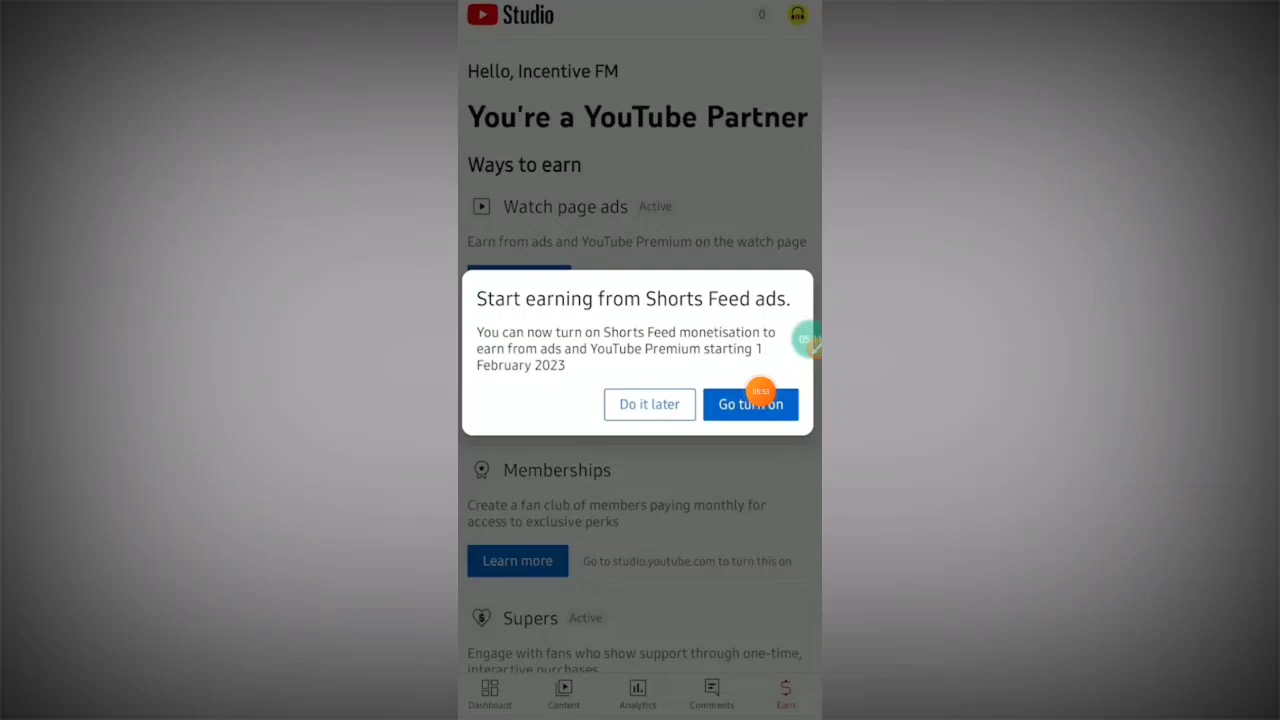 Studio
0
Hello, Incentive FM
You're a YouTube Partner
Ways to earn
Watch page ads Active
Earn from ads and YouTube Premium on the watch page
Start earning from Shorts Feed ads.
You can now turn on Shorts Feed monetisation to
earn from ads and YouTube Premium starting 1
February 2023
Do it later
Go turn on
05:53
Memberships
Create a fan club of members paying monthly for
access to exclusive perks
Learn more
Go to studio.youtube.com to turn this on
Supers Active
Engage with fans who show support through one-time,
interactive purchases
Dashboard
Content
Analytics
Comments
Earn